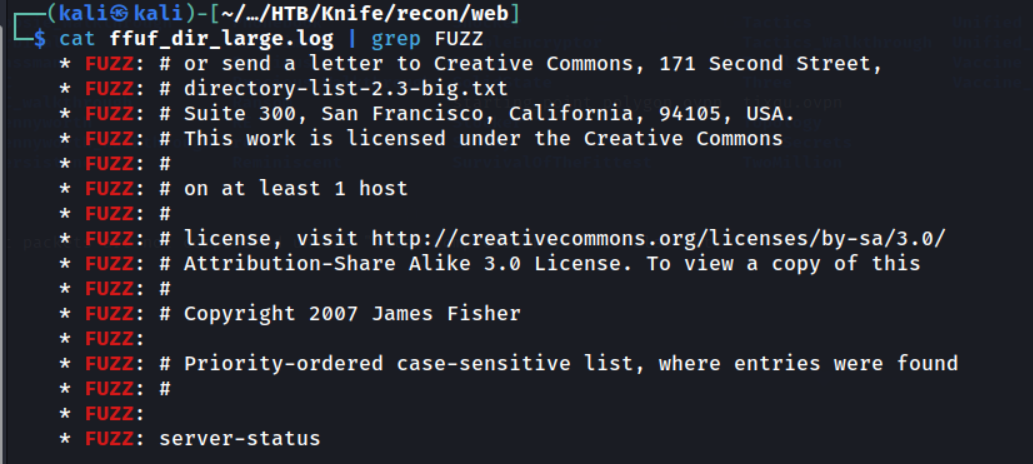 ┌──(kali㉿kali)-[~/…/HTB/Knife/recon/web]
└─$ cat ffuf_dir_large.log | grep FUZZ
* FUZZ: # or send a letter to Creative Commons, 171 Second Street,
* FUZZ: # directory-list-2.3-big.txt
* FUZZ: # Suite 300, San Francisco, California, 94105, USA.
* FUZZ: # This work is licensed under the Creative Commons
* FUZZ: #
* FUZZ: # on at least 1 host
* FUZZ: #
* FUZZ: # license, visit http://creativecommons.org/licenses/by-sa/3.0/
* FUZZ: # Attribution-Share Alike 3.0 License. To view a copy of this
* FUZZ: #
* FUZZ: # Copyright 2007 James Fisher
* FUZZ:
* FUZZ: # Priority-ordered case-sensitive list, where entries were found
* FUZZ: #
* FUZZ:
* FUZZ: server-status